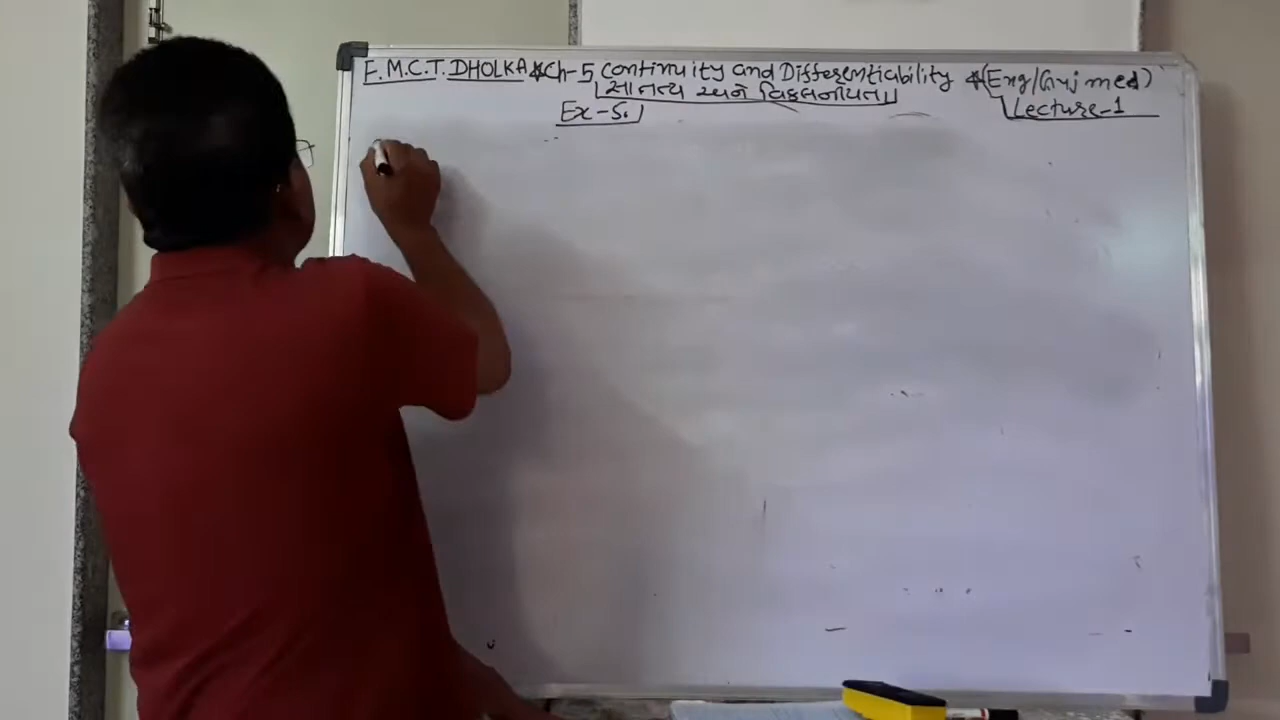 F.M.C.T. DHOLKA *Ch-5 Continuity and Differentiability *(Eng/Guj med)
સાતત્ય અને વિકલનીયતા Lecture-1
Ex-5.1